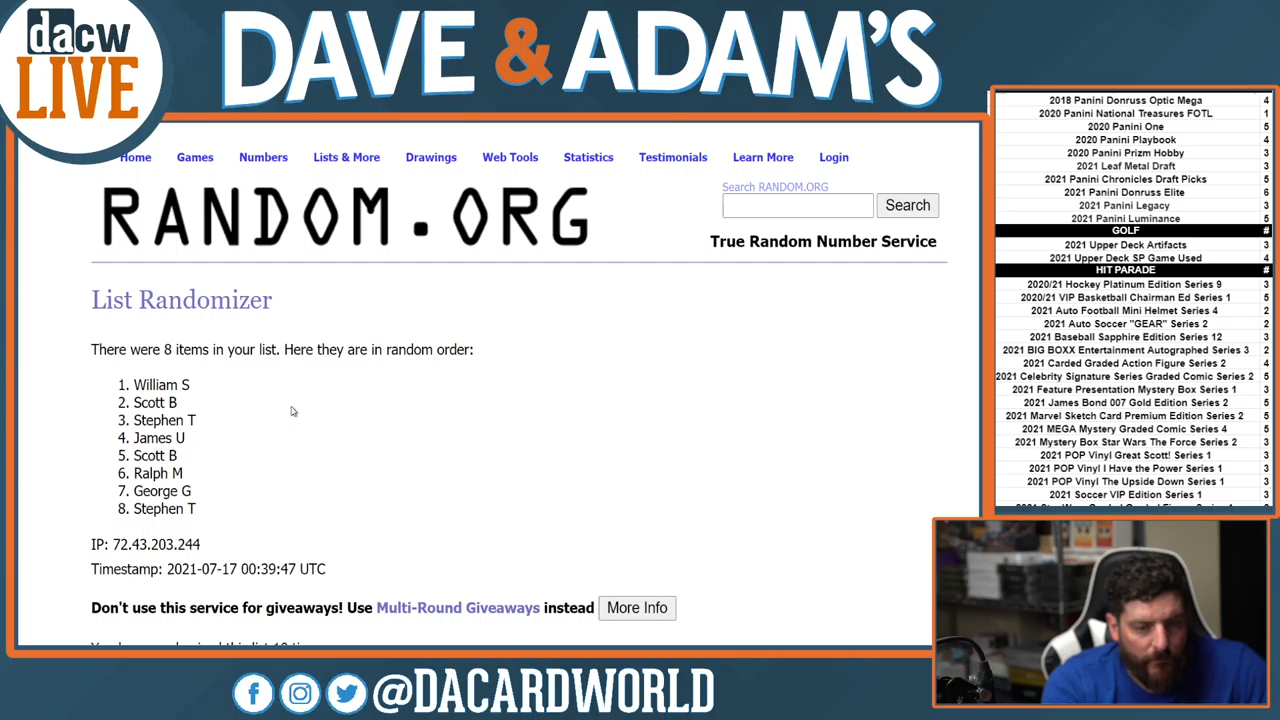 dacw
LIVE
DAVE & ADAM'S
Home Games Numbers Lists & More Drawings Web Tools Statistics Testimonials Learn More Login
RANDOM.ORG
Search RANDOM.ORG
Search
True Random Number Service
List Randomizer
There were 8 items in your list. Here they are in random order:
1. William S
2. Scott B
3. Stephen T
4. James U
5. Scott B
6. Ralph M
7. George G
8. Stephen T
IP: 72.43.203.244
Timestamp: 2021-07-17 00:39:47 UTC
Don't use this service for giveaways! Use Multi-Round Giveaways instead More Info
2018 Panini Donruss Optic Mega 4
2020 Panini National Treasures FOTL 1
2020 Panini One 5
2020 Panini Playbook 4
2020 Panini Prizm Hobby 3
2021 Leaf Metal Draft 3
2021 Panini Chronicles Draft Picks 5
2021 Panini Donruss Elite 6
2021 Panini Legacy 3
2021 Panini Luminance 5
GOLF #
2021 Upper Deck Artifacts 3
2021 Upper Deck SP Game Used 4
HIT PARADE #
2020/21 Hockey Platinum Edition Series 9 3
2020/21 VIP Basketball Chairman Ed Series 1 5
2021 Auto Football Mini Helmet Series 4 2
2021 Auto Soccer "GEAR" Series 2 2
2021 Baseball Sapphire Edition Series 12 3
2021 BIG BOXX Entertainment Autographed Series 3 2
2021 Carded Graded Action Figure Series 2 4
2021 Celebrity Signature Series Graded Comic Series 2 5
2021 Feature Presentation Mystery Box Series 1 3
2021 James Bond 007 Gold Edition Series 2 5
2021 Marvel Sketch Card Premium Edition Series 2 5
2021 MEGA Mystery Graded Comic Series 4 5
2021 Mystery Box Star Wars The Force Series 2 3
2021 POP Vinyl Great Scott! Series 1 3
2021 POP Vinyl I Have the Power Series 1 3
2021 POP Vinyl The Upside Down Series 1 3
2021 Soccer VIP Edition Series 1 3
@DACARDWORLD